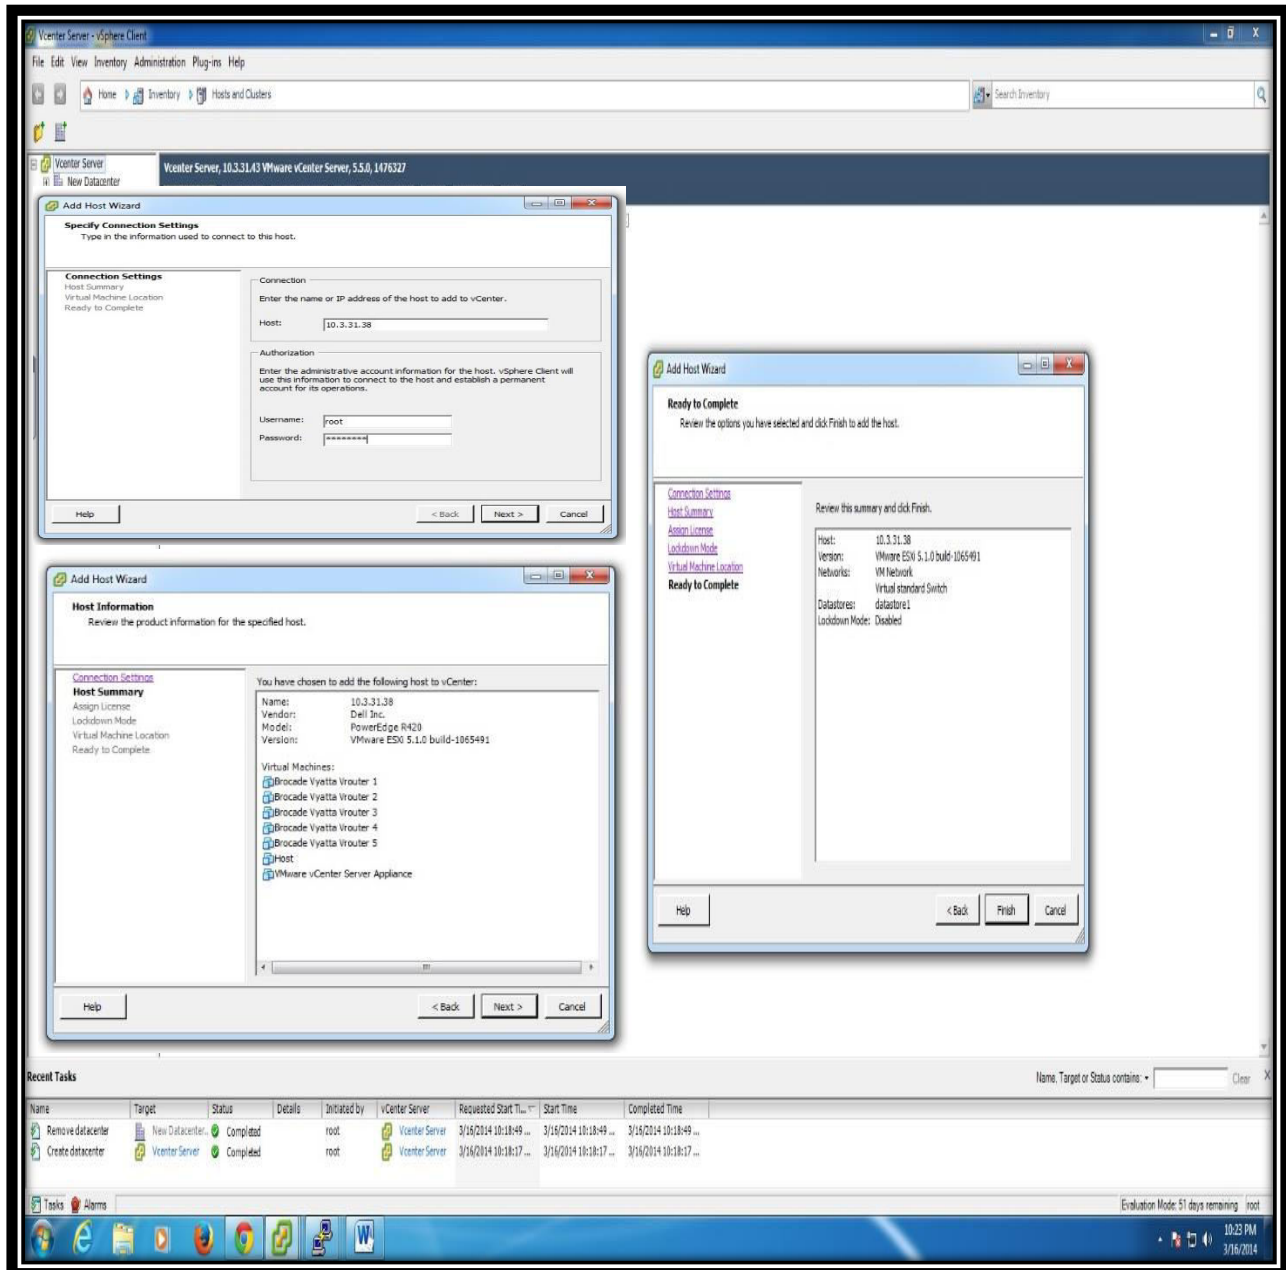 Vcenter Server - vSphere Client
File Edit View Inventory Administration Plug-ins Help
Home Inventory Hosts and Clusters
Search Inventory
Vcenter Server
New Datacenter
Vcenter Server, 10.3.31.43 VMware vCenter Server, 5.5.0, 1476327
Add Host Wizard
Specify Connection Settings
Type in the information used to connect to this host.
Connection Settings
Host Summary
Virtual Machine Location
Ready to Complete
Connection
Enter the name or IP address of the host to add to vCenter.
Host: 10.3.31.38
Authorization
Enter the administrative account information for the host. vSphere Client will
use this information to connect to the host and establish a permanent
account for its operations.
Username: root
Password: ********
Help < Back Next > Cancel
Add Host Wizard
Host Information
Review the product information for the specified host.
Connection Settings
Host Summary
Assign License
Lockdown Mode
Virtual Machine Location
Ready to Complete
You have chosen to add the following host to vCenter:
Name: 10.3.31.38
Vendor: Dell Inc.
Model: PowerEdge R420
Version: VMware ESXi 5.1.0 build-1065491
Virtual Machines:
Brocade Vyatta Vrouter 1
Brocade Vyatta Vrouter 2
Brocade Vyatta Vrouter 3
Brocade Vyatta Vrouter 4
Brocade Vyatta Vrouter 5
Host
VMware vCenter Server Appliance
Help < Back Next > Cancel
Add Host Wizard
Ready to Complete
Review the options you have selected and click Finish to add the host.
Connection Settings
Host Summary
Assign License
Lockdown Mode
Virtual Machine Location
Ready to Complete
Review this summary and click Finish.
Host: 10.3.31.38
Version: VMware ESXi 5.1.0 build-1065491
Networks: VM Network
Virtual standard Switch
Datastores: datastore1
Lockdown Mode: Disabled
Help < Back Finish Cancel
Recent Tasks
Name, Target or Status contains: Clear X
Name Target Status Details Initiated by vCenter Server Requested Start Ti... Start Time Completed Time
Remove datacenter New Datacenter... Completed root Vcenter Server 3/16/2014 10:18:49 ... 3/16/2014 10:18:49 ... 3/16/2014 10:18:49 ...
Create datacenter Vcenter Server Completed root Vcenter Server 3/16/2014 10:18:17 ... 3/16/2014 10:18:17 ... 3/16/2014 10:18:17 ...
Tasks Alarms
Evaluation Mode: 51 days remaining root
10:23 PM
3/16/2014